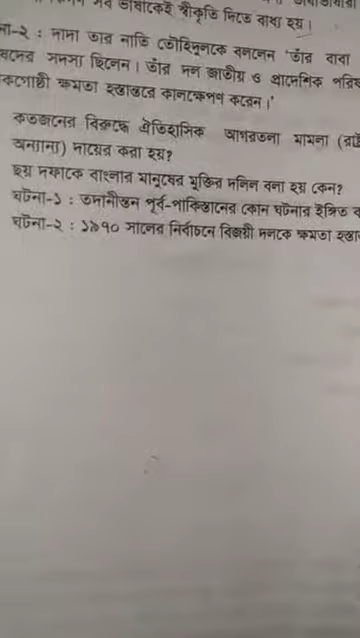 সব ভাষাকেই স্বীকৃতি দিতে বাধ্য হয়।
না-২ : দাদা তার নাতি তৌহিদুলকে বললেন 'তাঁর বাবা
ষদের সদস্য ছিলেন। তাঁর দল জাতীয় ও প্রাদেশিক পরিষ
কগোষ্ঠী ক্ষমতা হস্তান্তরে কালক্ষেপণ করেন।'
কতজনের বিরুদ্ধে ঐতিহাসিক আগরতলা মামলা (রাষ্ট্র
অন্যান্য) দায়ের করা হয়?
ছয় দফাকে বাংলার মানুষের মুক্তির দলিল বলা হয় কেন?
ঘটনা-১ : তদানীন্তন পূর্ব-পাকিস্তানের কোন ঘটনার ইঙ্গিত ব
ঘটনা-২ : ১৯৭০ সালের নির্বাচনে বিজয়ী দলকে ক্ষমতা হস্তা